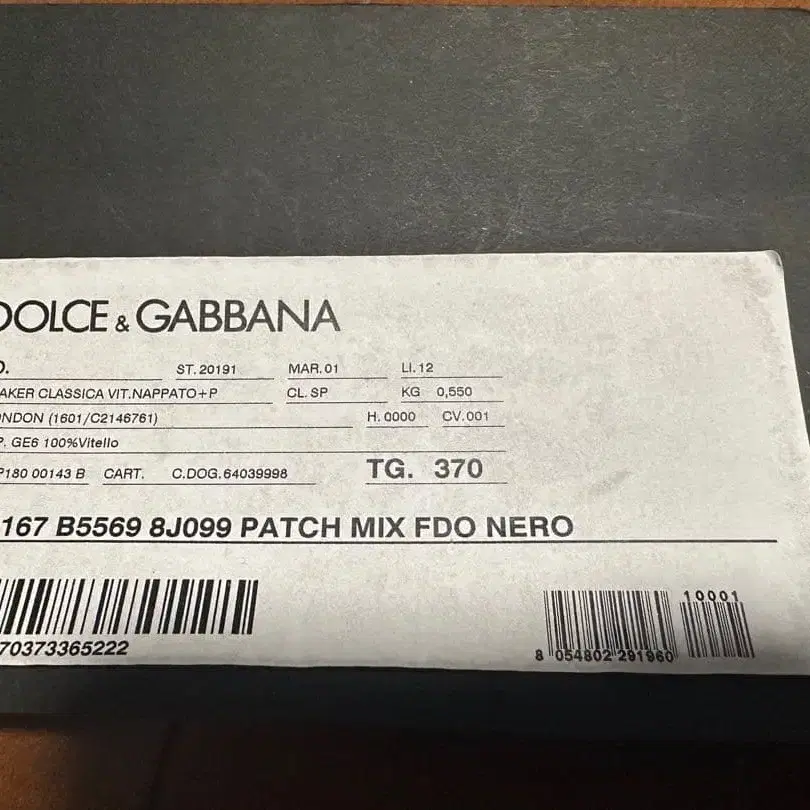 DOLCE & GABBANA
O. ST. 20191 MAR. 01 LI. 12
AKER CLASSICA VIT.NAPPATO+P CL. SP KG 0,550
ONDON (1601/C2146761) H. 0000 CV. 001
P. GE6 100%Vitello
P180 00143 B CART. C.DOG. 64039998 TG. 370
167 B5569 8J099 PATCH MIX FDO NERO
10001
70373365222
8 054802 291960